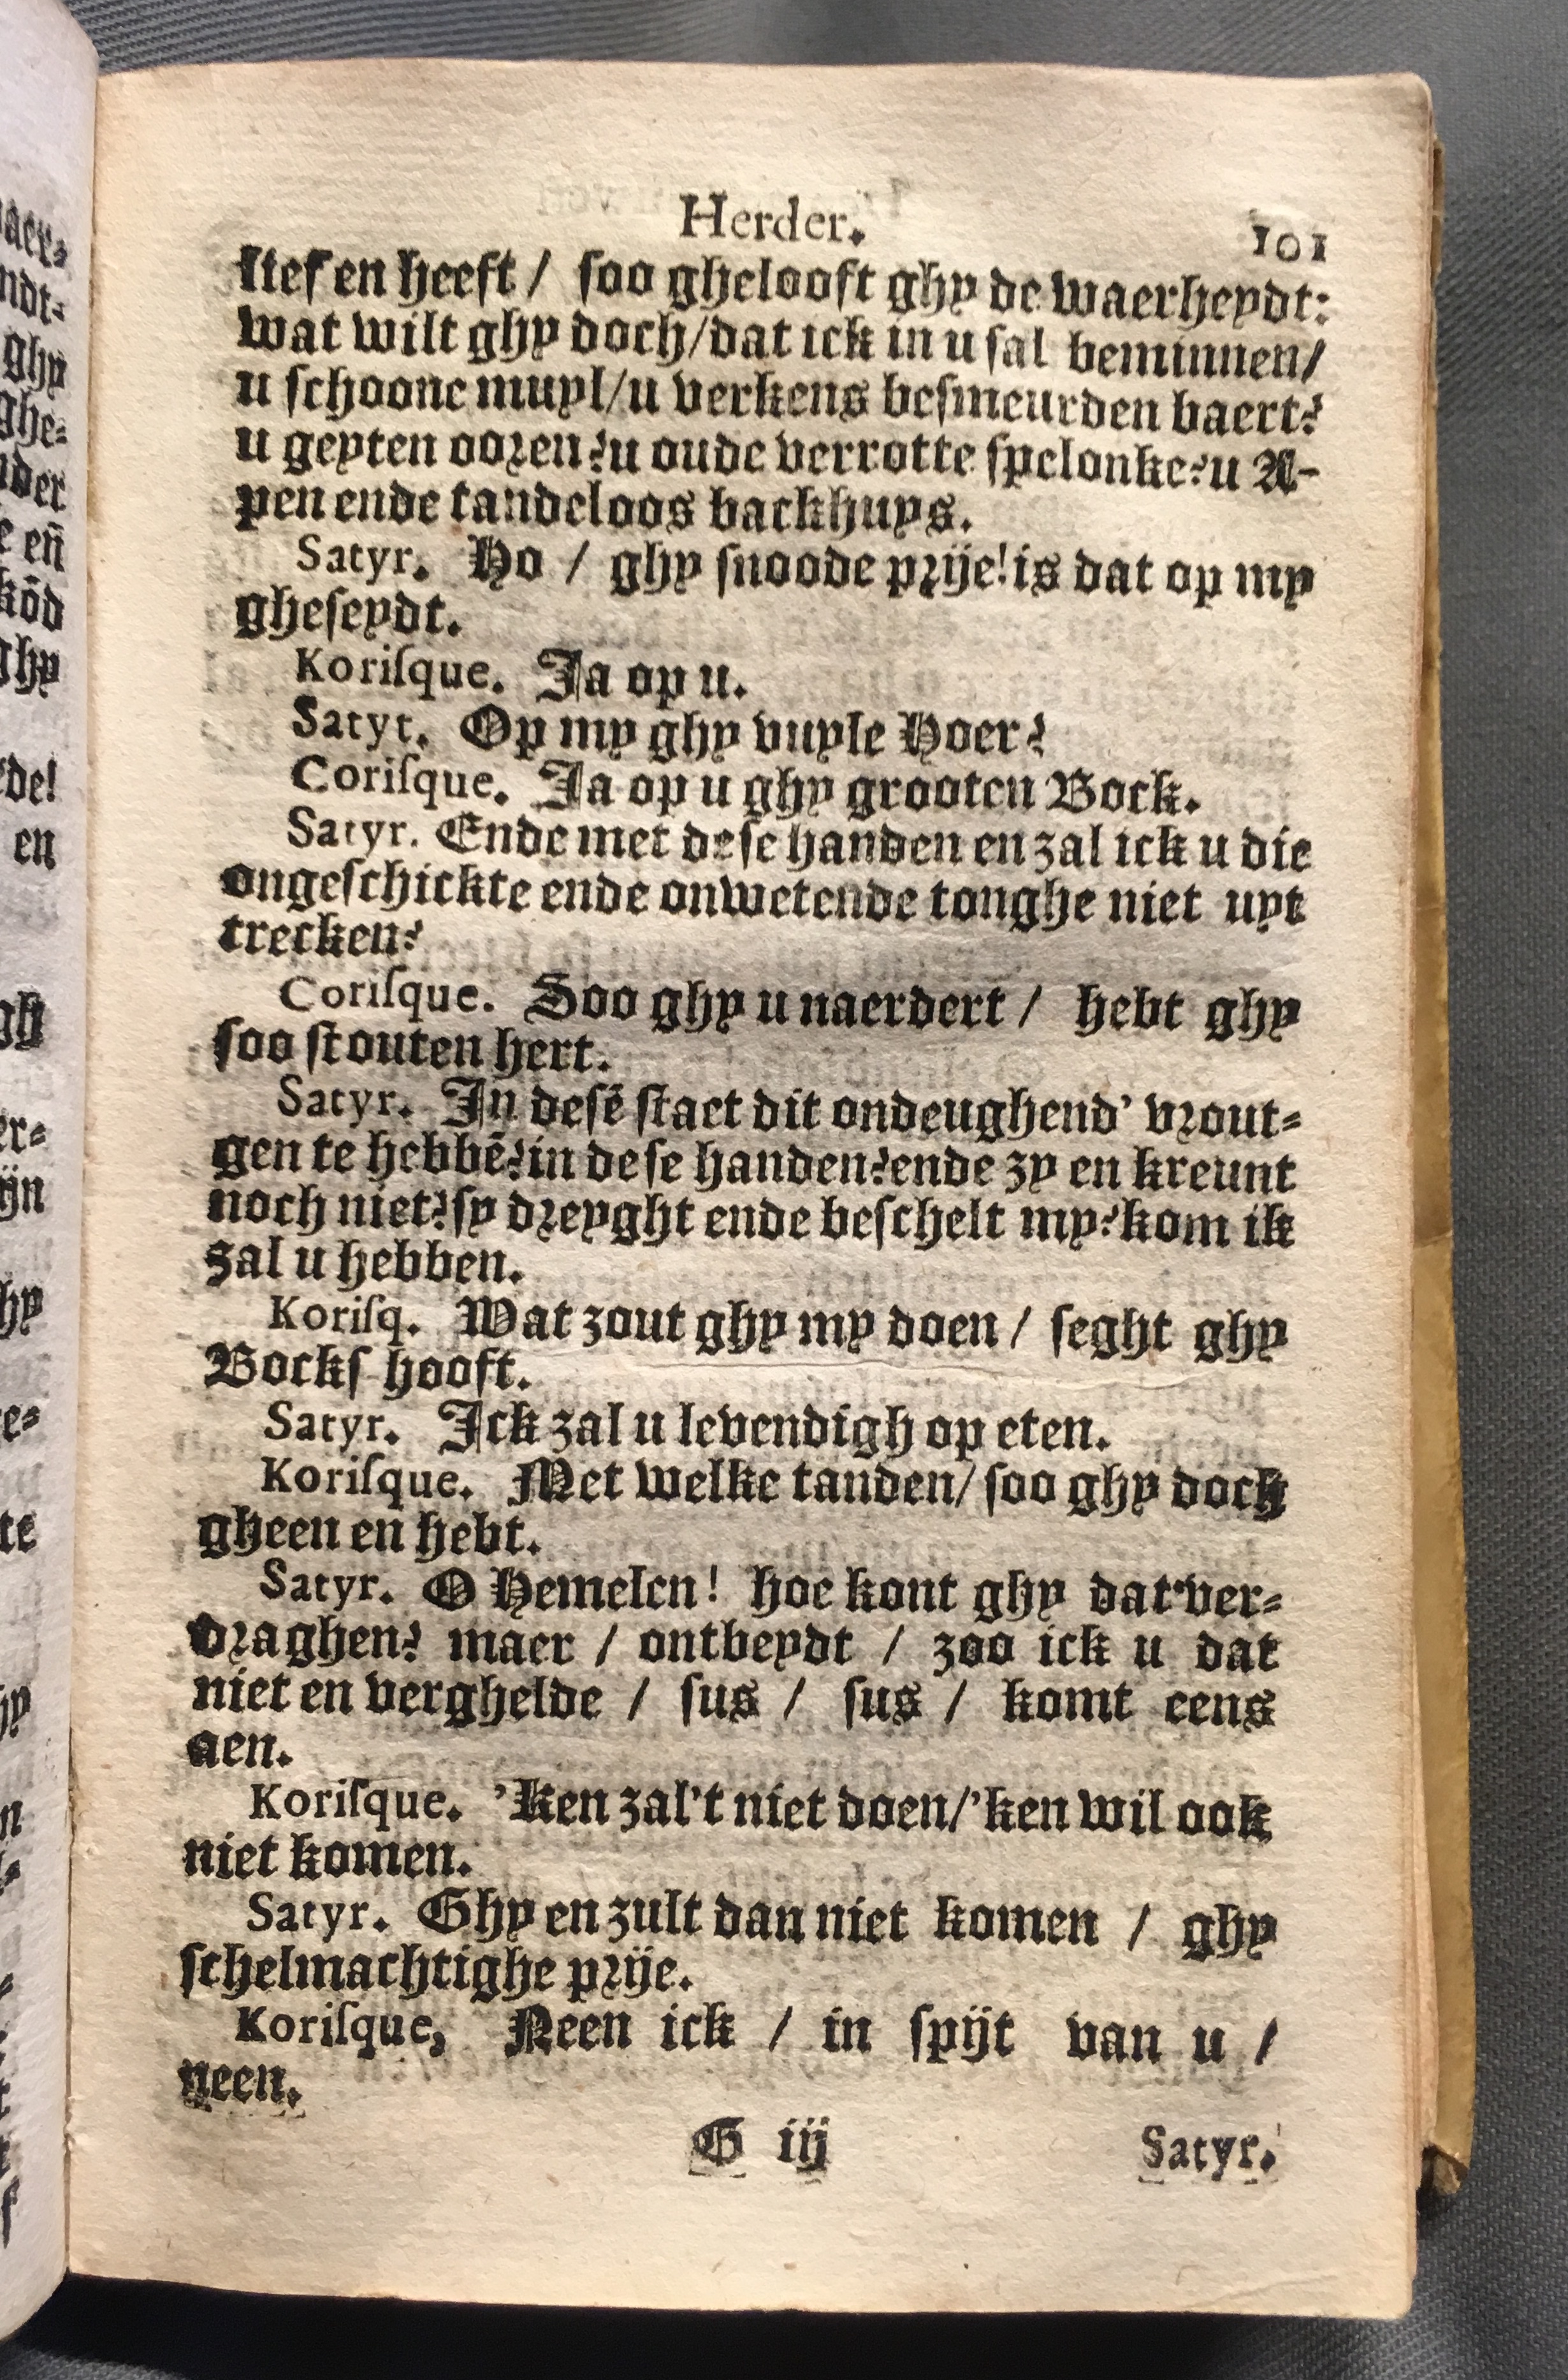 Herder. 101
lief en heeft / soo ghelooft ghy de waerheydt:
wat wilt ghy doch/dat ick in u sal beminnen/
u schoone muyl/u verkens besmeurden baert?
u geyten ooren?u oude verrotte spelonke?u A-
pen ende tandeloos backhuys.
Satyr. Ho / ghy snoode prije!is dat op my
gheseydt.
Koriſque. Ja op u.
Satyr. Op my ghy vuyle Hoer?
Coriſque. Ja op u ghy grooten Bock.
Satyr. Ende met dese handen en zal ick u die
ongeschickte ende onwetende tonghe niet uyt
trecken?
Coriſque. Soo ghy u naerdert / hebt ghy
soo stouten hert.
Satyr. In desē staet dit ondeughend' vrout-
gen te hebbē?in dese handen?ende zy en kreunt
noch niet?sy dreyght ende beschelt my?kom ik
zal u hebben.
Koriſq. Wat zout ghy my doen / seght ghy
Bocks hooft.
Satyr. Ick zal u levendigh op eten.
Koriſque. Met welke tanden/soo ghy doch
gheen en hebt.
Satyr. O Hemelen! hoe kont ghy dat ver-
draghen? maer / ontbeydt / zoo ick u dat
niet en verghelde / sus / sus / komt eens
aen.
Koriſque. 'Ken zal't niet doen/'ken wil ook
niet komen.
Satyr. Ghy en zult dan niet komen / ghy
schelmachtighe prije.
Koriſque, Neen ick / in spijt van u /
neen.
G iij Satyr.